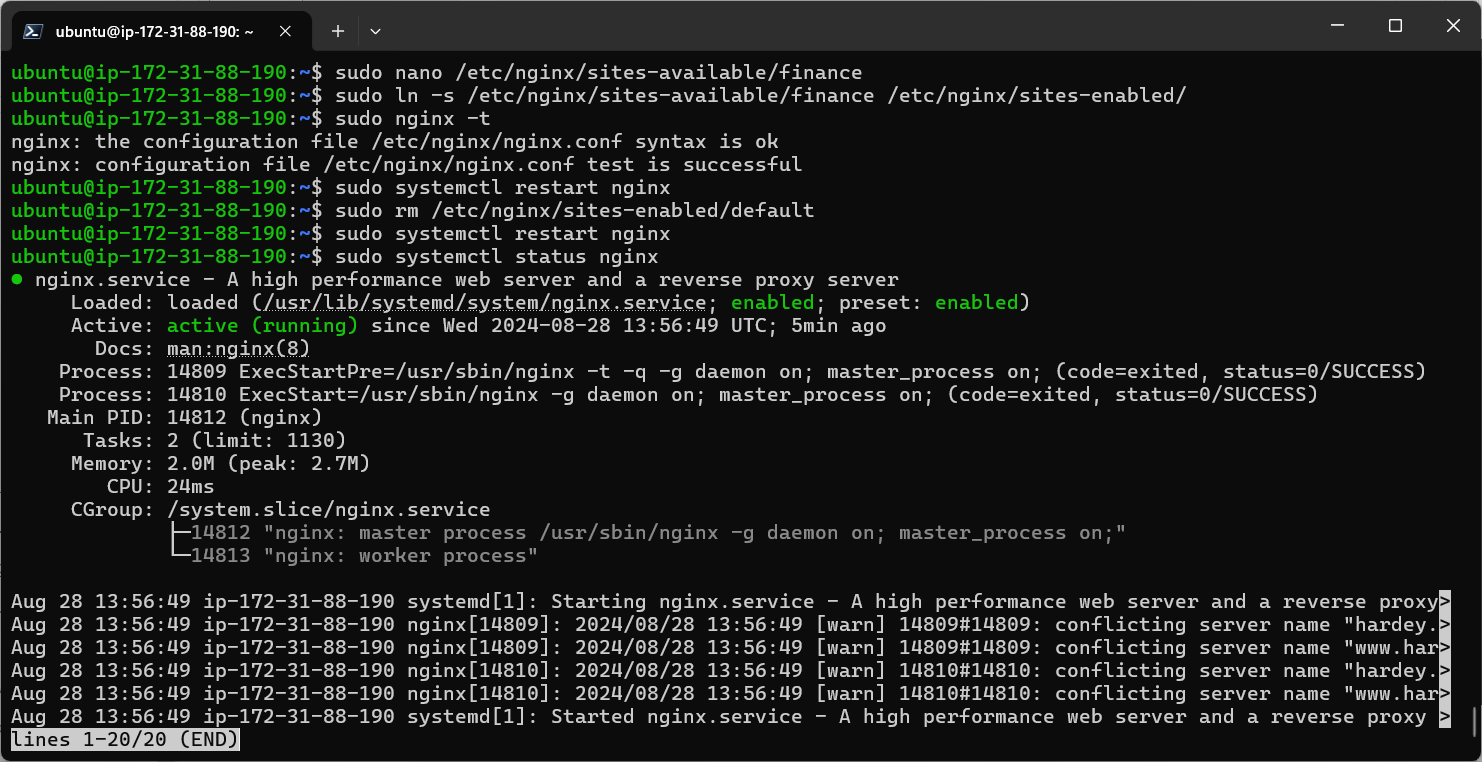 ubuntu@ip-172-31-88-190: ~
ubuntu@ip-172-31-88-190:~$ sudo nano /etc/nginx/sites-available/finance
ubuntu@ip-172-31-88-190:~$ sudo ln -s /etc/nginx/sites-available/finance /etc/nginx/sites-enabled/
ubuntu@ip-172-31-88-190:~$ sudo nginx -t
nginx: the configuration file /etc/nginx/nginx.conf syntax is ok
nginx: configuration file /etc/nginx/nginx.conf test is successful
ubuntu@ip-172-31-88-190:~$ sudo systemctl restart nginx
ubuntu@ip-172-31-88-190:~$ sudo rm /etc/nginx/sites-enabled/default
ubuntu@ip-172-31-88-190:~$ sudo systemctl restart nginx
ubuntu@ip-172-31-88-190:~$ sudo systemctl status nginx
● nginx.service - A high performance web server and a reverse proxy server
     Loaded: loaded (/usr/lib/systemd/system/nginx.service; enabled; preset: enabled)
     Active: active (running) since Wed 2024-08-28 13:56:49 UTC; 5min ago
       Docs: man:nginx(8)
    Process: 14809 ExecStartPre=/usr/sbin/nginx -t -q -g daemon on; master_process on; (code=exited, status=0/SUCCESS)
    Process: 14810 ExecStart=/usr/sbin/nginx -g daemon on; master_process on; (code=exited, status=0/SUCCESS)
   Main PID: 14812 (nginx)
      Tasks: 2 (limit: 1130)
     Memory: 2.0M (peak: 2.7M)
        CPU: 24ms
     CGroup: /system.slice/nginx.service
             ├─14812 "nginx: master process /usr/sbin/nginx -g daemon on; master_process on;"
             └─14813 "nginx: worker process"
Aug 28 13:56:49 ip-172-31-88-190 systemd[1]: Starting nginx.service - A high performance web server and a reverse proxy>
Aug 28 13:56:49 ip-172-31-88-190 nginx[14809]: 2024/08/28 13:56:49 [warn] 14809#14809: conflicting server name "hardey.>
Aug 28 13:56:49 ip-172-31-88-190 nginx[14809]: 2024/08/28 13:56:49 [warn] 14809#14809: conflicting server name "www.har>
Aug 28 13:56:49 ip-172-31-88-190 nginx[14810]: 2024/08/28 13:56:49 [warn] 14810#14810: conflicting server name "hardey.>
Aug 28 13:56:49 ip-172-31-88-190 nginx[14810]: 2024/08/28 13:56:49 [warn] 14810#14810: conflicting server name "www.har>
Aug 28 13:56:49 ip-172-31-88-190 systemd[1]: Started nginx.service - A high performance web server and a reverse proxy >
lines 1-20/20 (END)